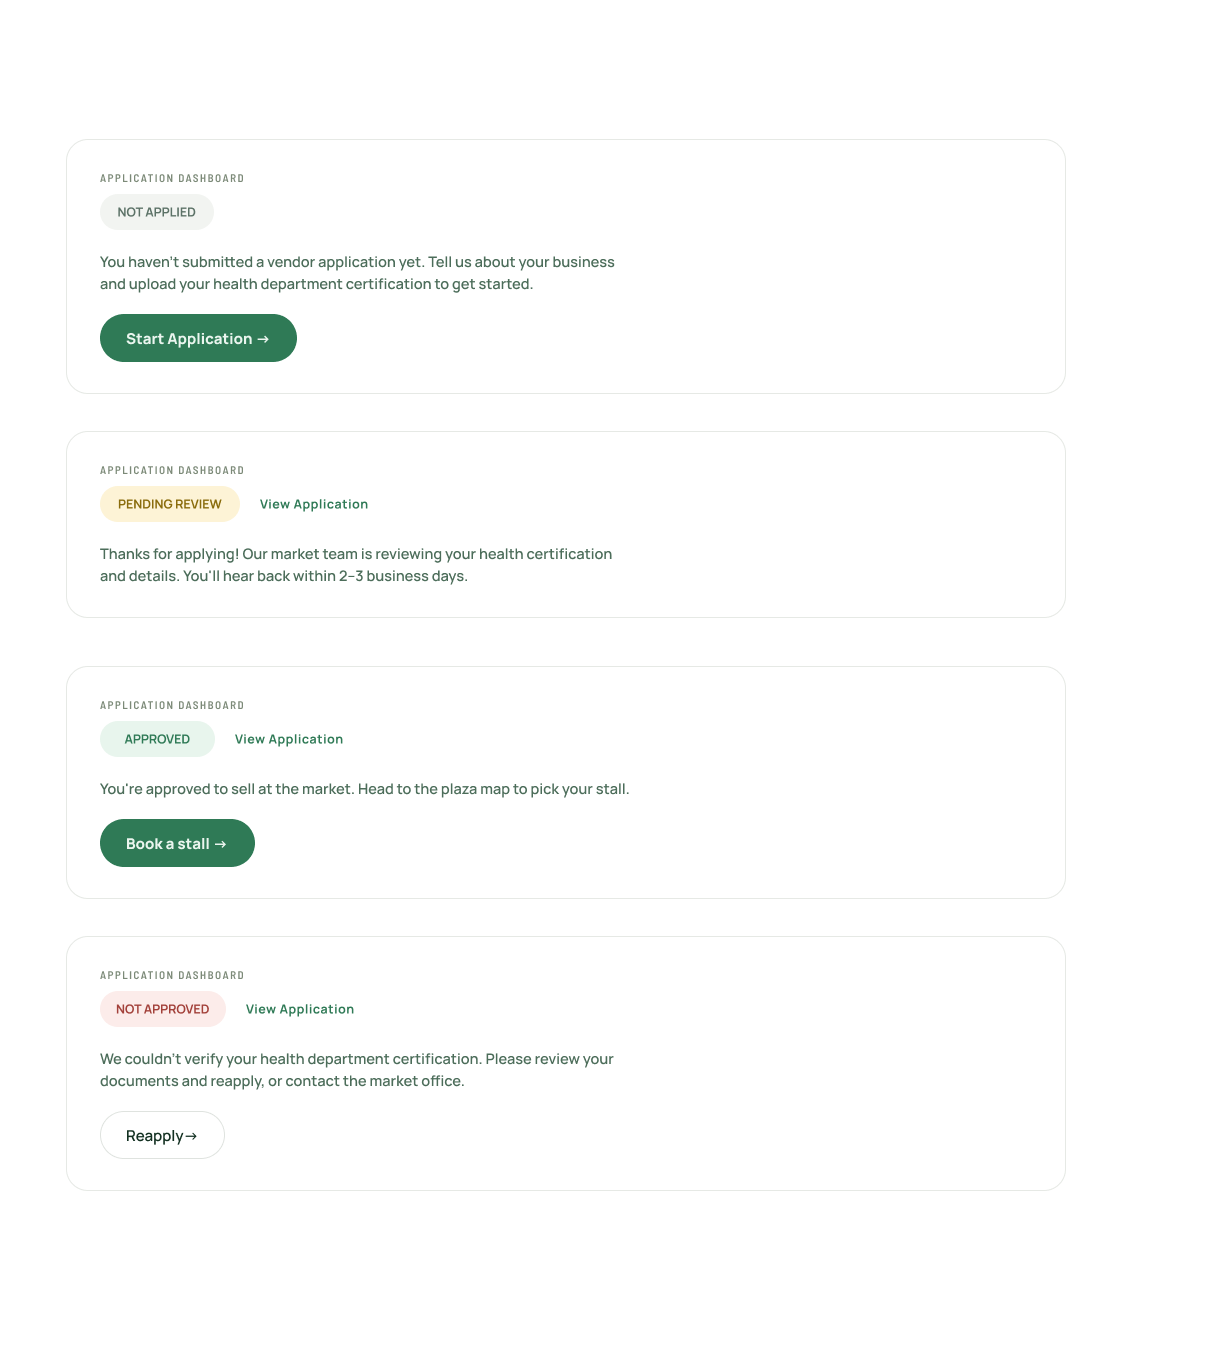 APPLICATION DASHBOARD
NOT APPLIED
You haven't submitted a vendor application yet. Tell us about your business
and upload your health department certification to get started.
Start Application →
APPLICATION DASHBOARD
PENDING REVIEW View Application
Thanks for applying! Our market team is reviewing your health certification
and details. You'll hear back within 2–3 business days.
APPLICATION DASHBOARD
APPROVED View Application
You're approved to sell at the market. Head to the plaza map to pick your stall.
Book a stall →
APPLICATION DASHBOARD
NOT APPROVED View Application
We couldn't verify your health department certification. Please review your
documents and reapply, or contact the market office.
Reapply→